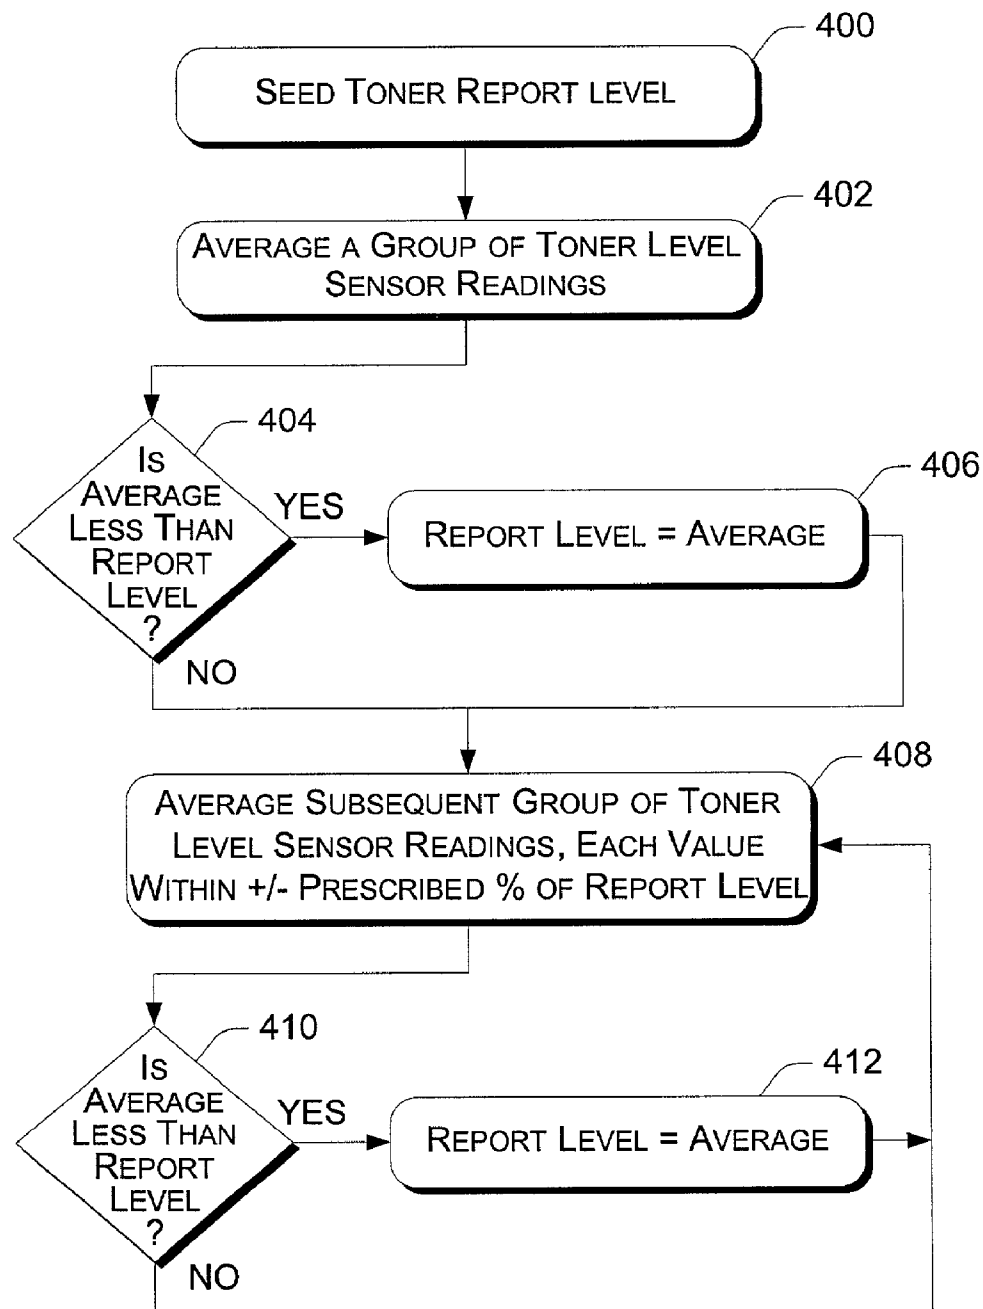 400
SEED TONER REPORT LEVEL
402
AVERAGE A GROUP OF TONER LEVEL
SENSOR READINGS
404
IS
AVERAGE
LESS THAN
REPORT
LEVEL
?
YES
406
REPORT LEVEL = AVERAGE
NO
408
AVERAGE SUBSEQUENT GROUP OF TONER
LEVEL SENSOR READINGS, EACH VALUE
WITHIN +/- PRESCRIBED % OF REPORT LEVEL
410
IS
AVERAGE
LESS THAN
REPORT
LEVEL
?
YES
412
REPORT LEVEL = AVERAGE
NO